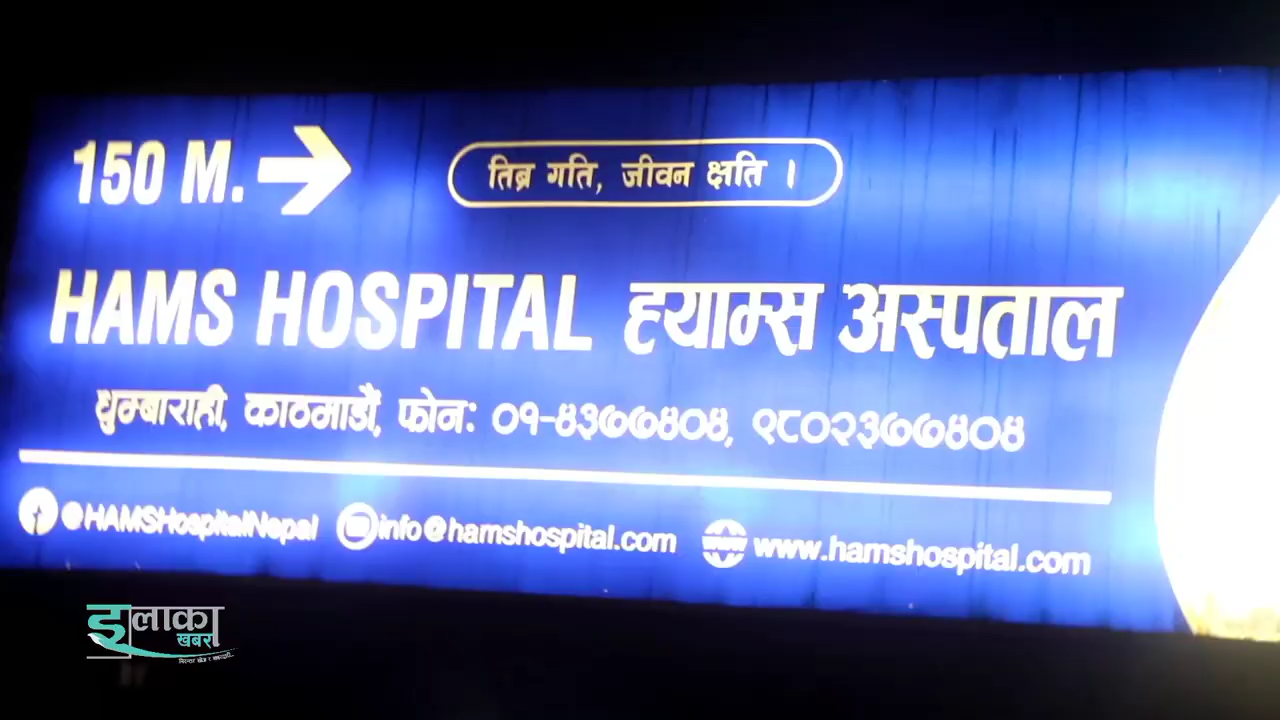 150 M.
तिब्र गति, जीवन क्षति ।
HAMS HOSPITAL ह्याम्स अस्पताल
धुम्बाराही, काठमाडौं, फोन: ०१-४३७७४०४, ९८०२३७७४०४
@HAMSHospitalNepal info@hamshospital.com www.hamshospital.com
इलाका
खबर